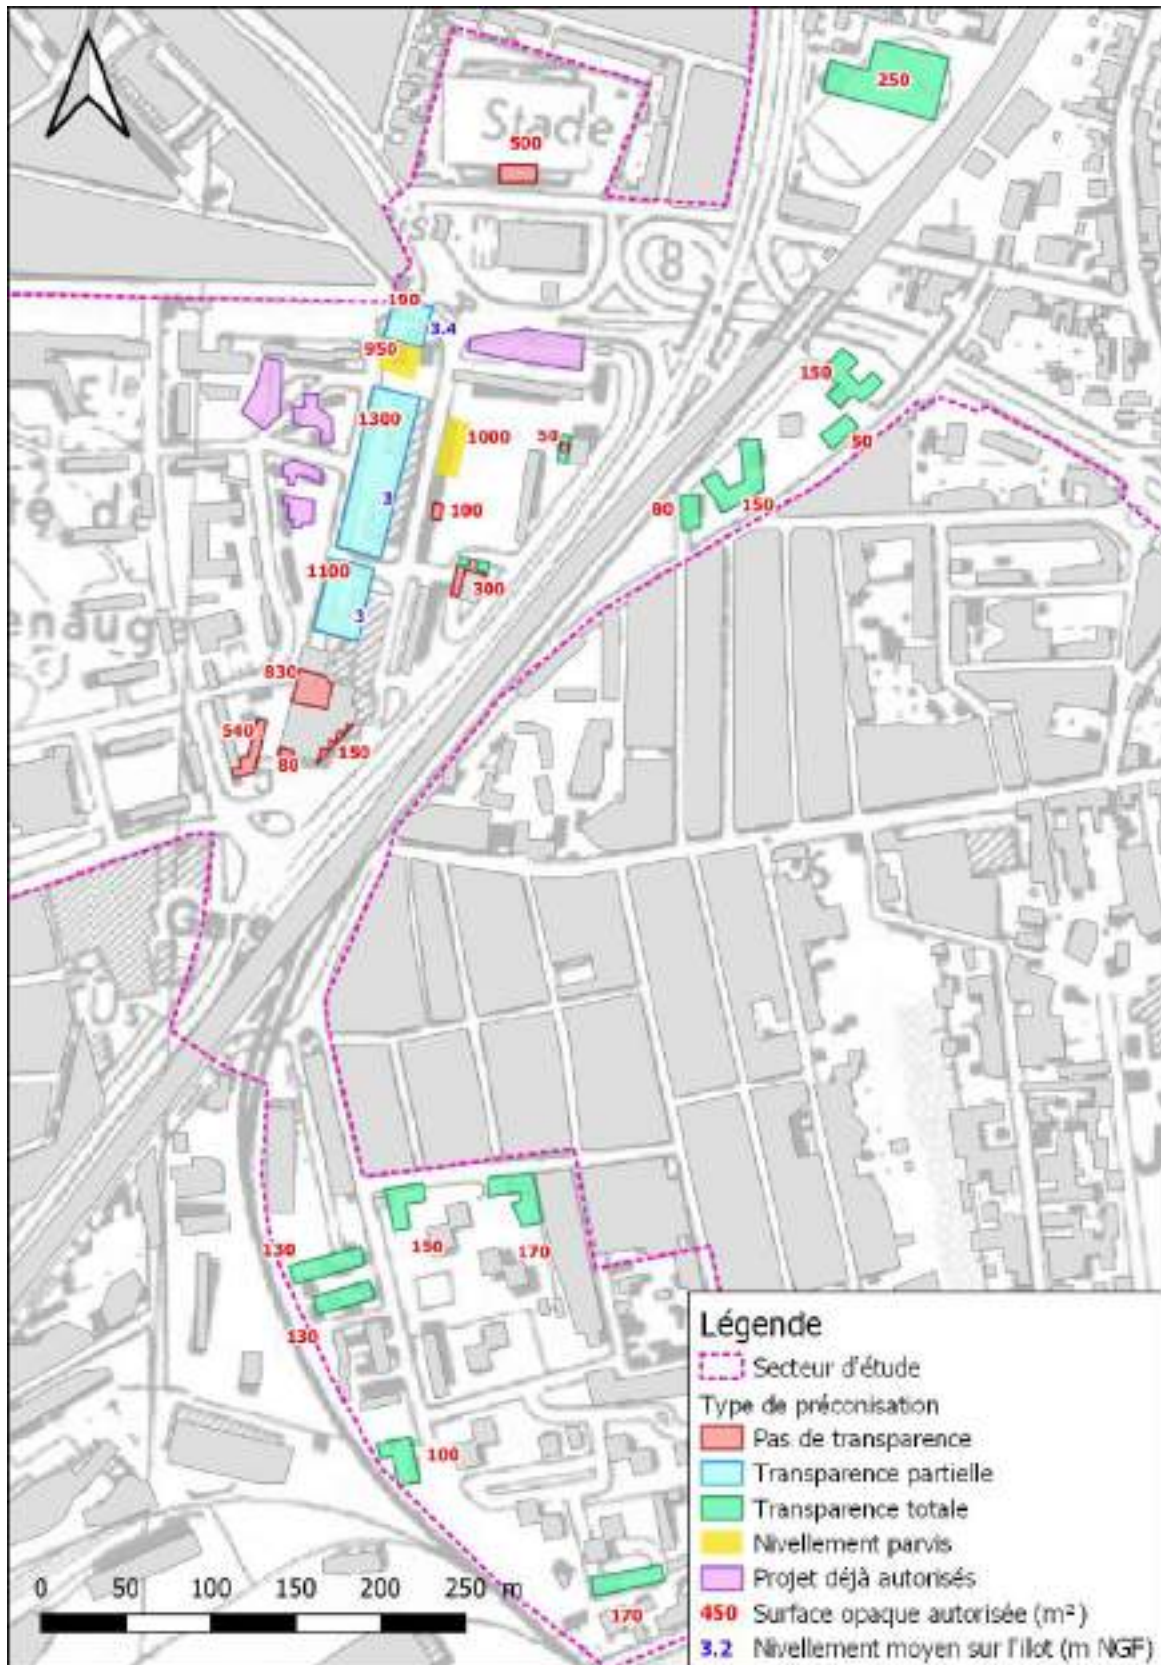 250
Stade
500
8
190
3.4
950
150
1300
1000
50
50
3
100
80
150
1100
300
3
enauge
830
540
80
150
Gare
150
130
170
130
100
170
Légende
Secteur d'étude
Type de préconisation
Pas de transparence
Transparence partielle
Transparence totale
Nivellement parvis
Projet déjà autorisés
450 Surface opaque autorisée (m²)
3.2 Nivellement moyen sur l'ilot (m NGF)
0 50 100 150 200 250 m